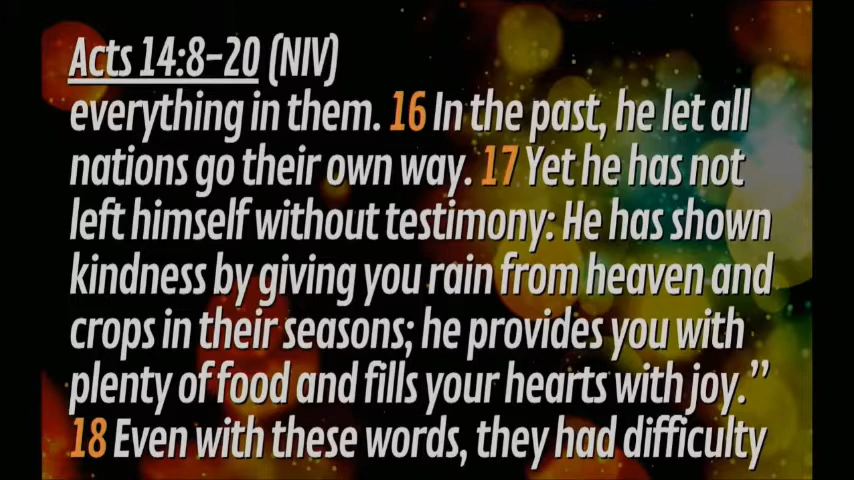 Acts 14:8-20 (NIV)
everything in them. 16 In the past, he let all
nations go their own way. 17 Yet he has not
left himself without testimony: He has shown
kindness by giving you rain from heaven and
crops in their seasons; he provides you with
plenty of food and fills your hearts with joy.”
18 Even with these words, they had difficulty